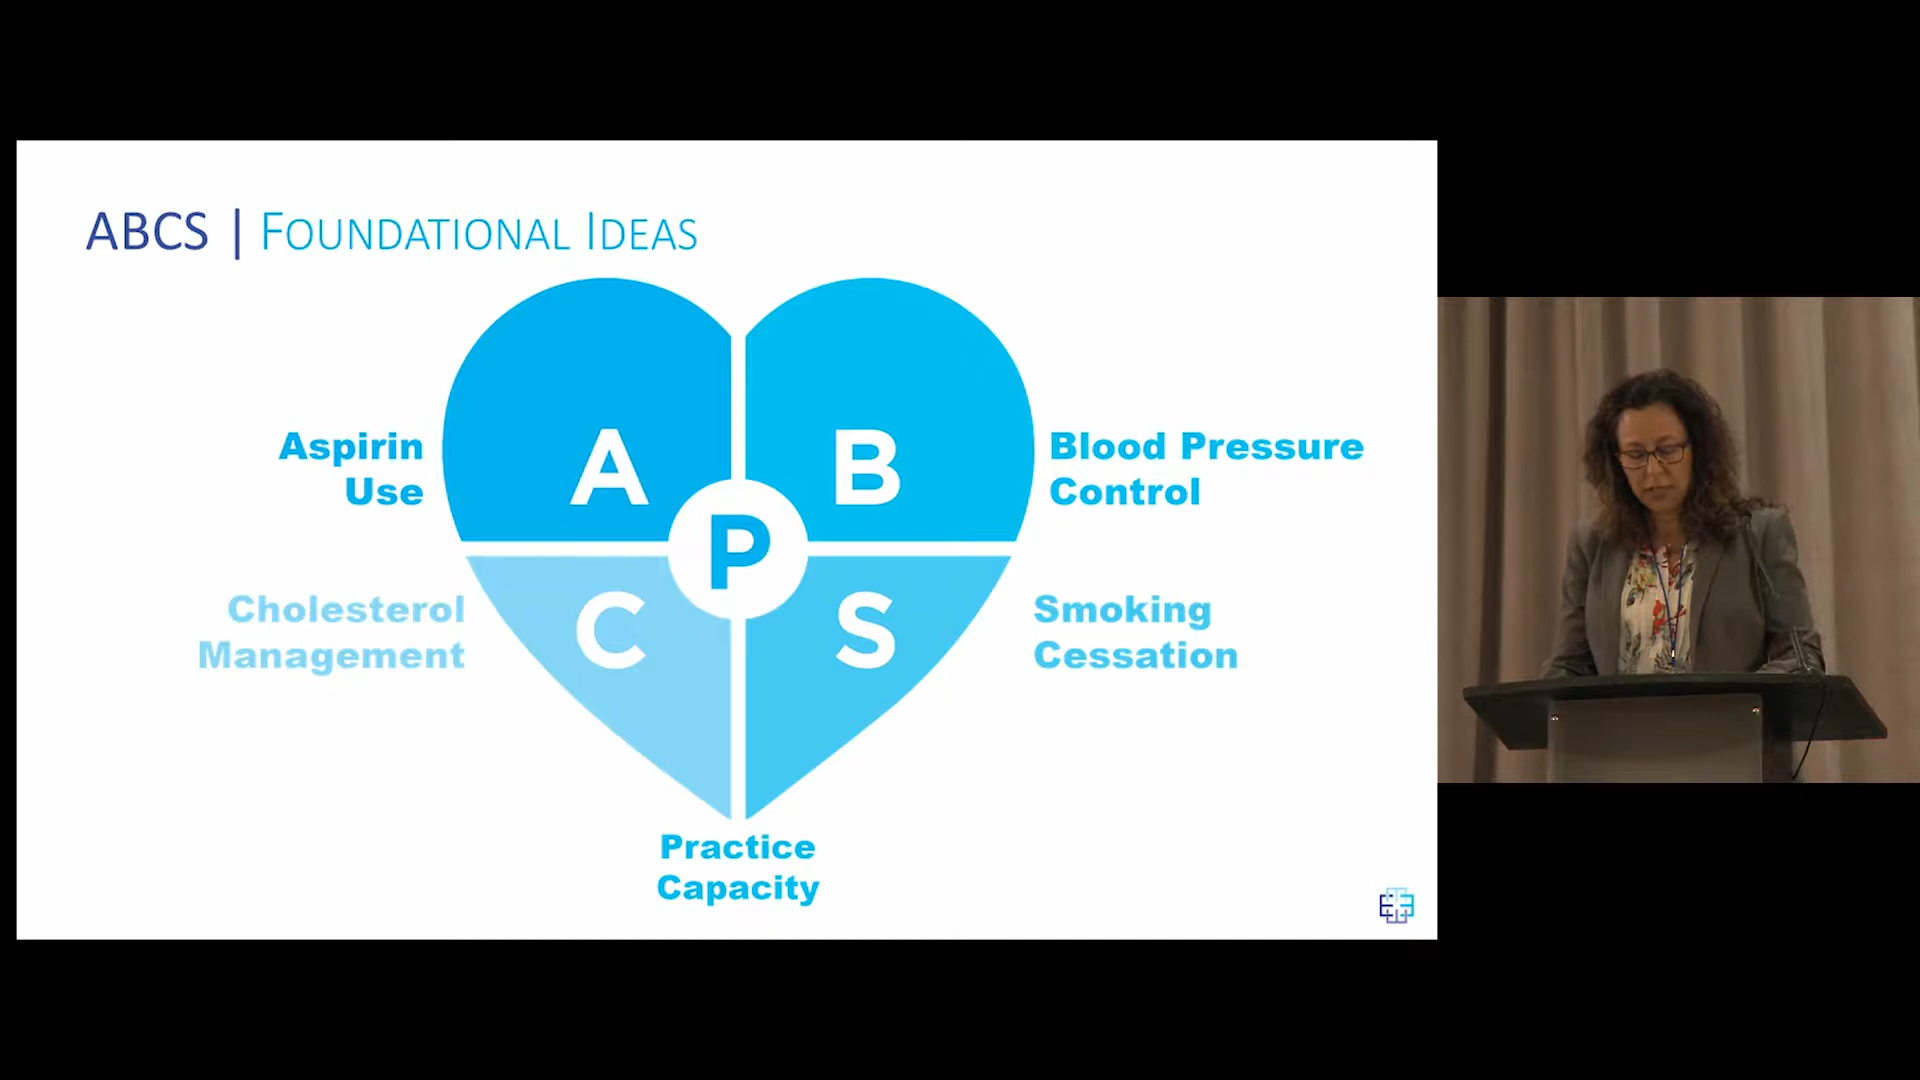 ABCS | FOUNDATIONAL IDEAS
Aspirin
Use
A
B
Blood Pressure
Control
P
Cholesterol
Management
C
S
Smoking
Cessation
Practice
Capacity